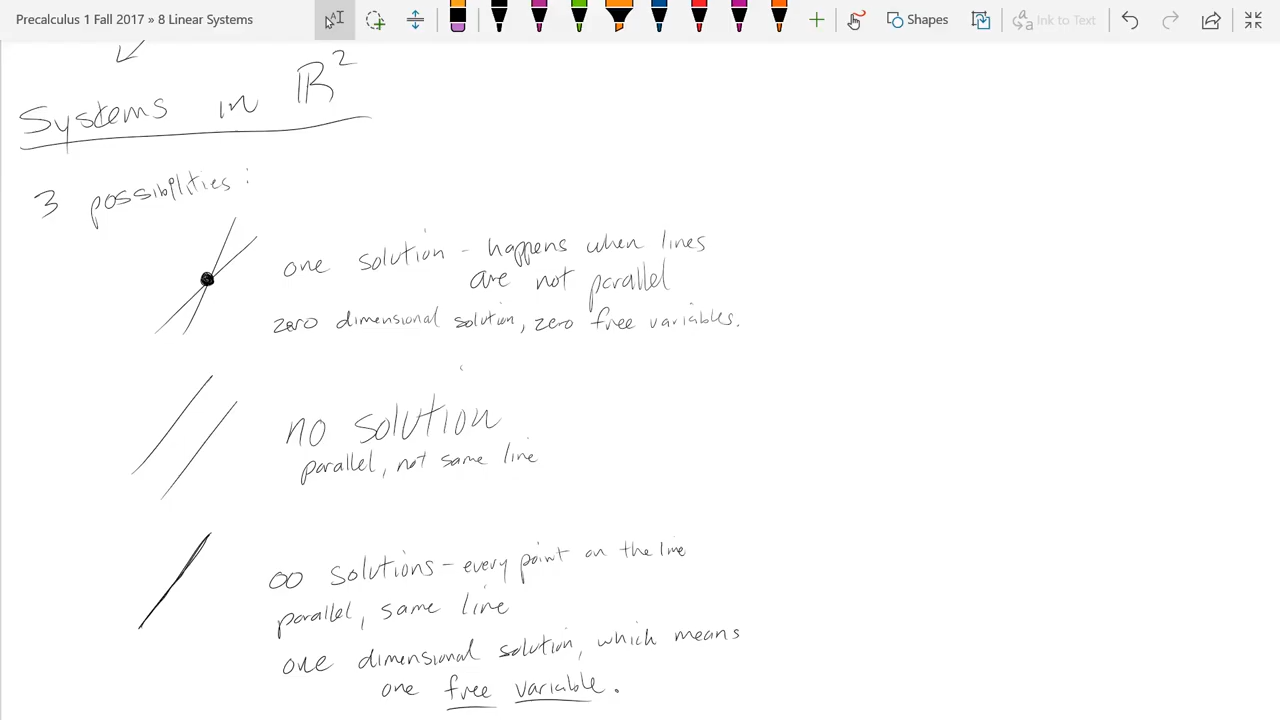 Precalculus 1 Fall 2017 » 8 Linear Systems
Shapes
Ink to Text
Systems in ℝ²
3 possibilities:
one solution - happens when lines
are not parallel
zero dimensional solution, zero free variables.
no solution
parallel, not same line
∞ solutions - every point on the line
parallel, same line
one dimensional solution, which means
one free variable.